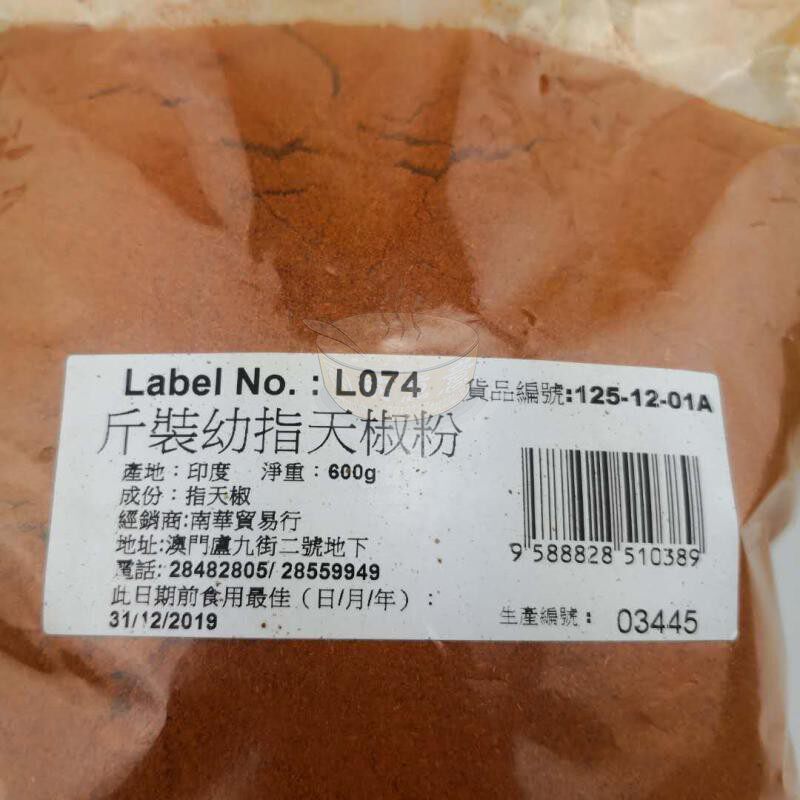 Label No. : L074
貨品編號:125-12-01A
斤裝幼指天椒粉
產地：印度 淨重：600g
成份：指天椒
經銷商:南華貿易行
地址:澳門盧九街二號地下
電話: 28482805/ 28559949
此日期前食用最佳（日/月/年）：
31/12/2019
9 588828 510389
生產編號： 03445